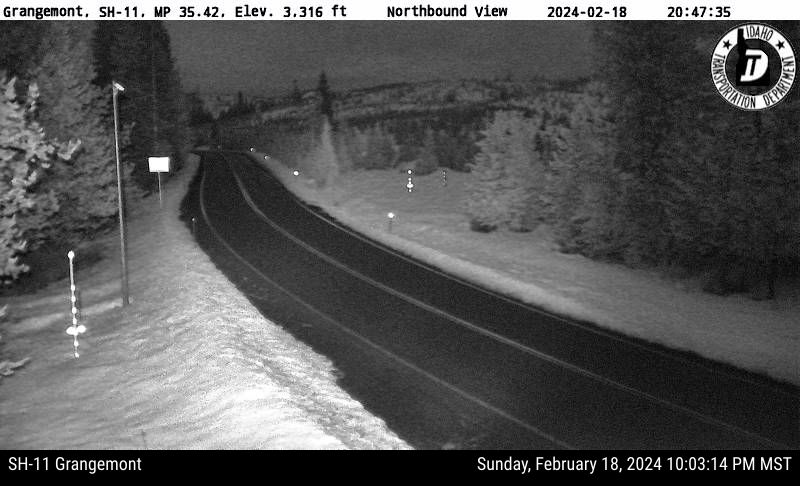 Grangemont, SH-11, MP 35.42, Elev. 3,316 ft Northbound View 2024-02-18 20:47:35
IDAHO
TRANSPORTATION DEPARTMENT
SH-11 Grangemont Sunday, February 18, 2024 10:03:14 PM MST